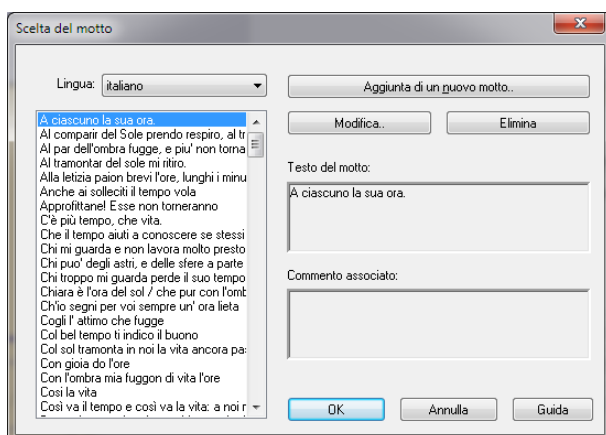 Scelta del motto
Lingua: italiano
Aggiunta di un nuovo motto..
Modifica..
Elimina
A ciascuno la sua ora.
Al comparir del Sole prendo respiro, al tr
Al par dell'ombra fugge, e piu' non torna
Al tramontar del sole mi ritiro.
Alla letizia paion brevi l'ore, lunghi i minu
Anche ai solleciti il tempo vola
Approfittane! Esse non torneranno
C'è più tempo, che vita.
Che il tempo aiuti a conoscere se stessi
Chi mi guarda e non lavora molto presto
Chi puo' degli astri, e delle sfere a parte
Chi troppo mi guarda perde il suo tempo
Chiara è l'ora del sol / che pur con l'omb
Ch'io segni per voi sempre un' ora lieta
Cogli l' attimo che fugge
Col bel tempo ti indico il buono
Col sol tramonta in noi la vita ancora pa
Con gioia do l'ore
Con l'ombra mia fuggon di vita l'ore
Cosi la vita
Così va il tempo e così va la vita: a noi r
Testo del motto:
A ciascuno la sua ora.
Commento associato:
OK
Annulla
Guida